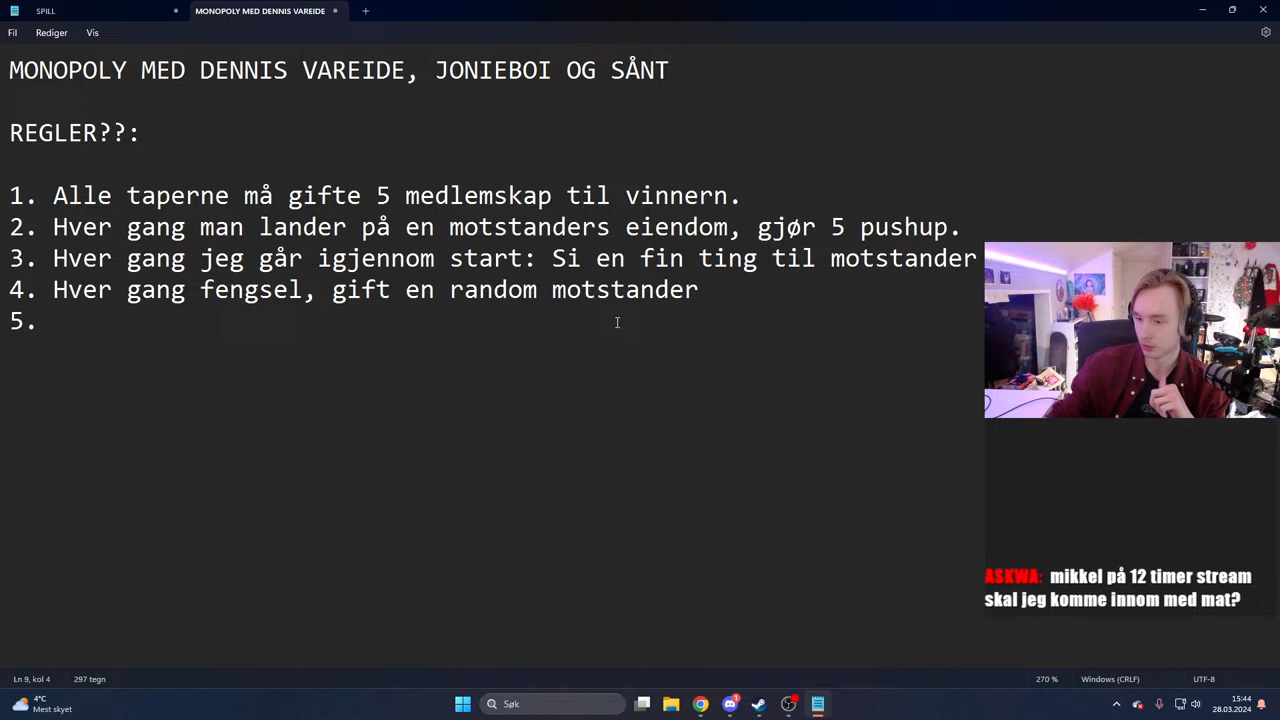 SPILL
MONOPOLY MED DENNIS VAREIDE
Fil Rediger Vis
MONOPOLY MED DENNIS VAREIDE, JONIEBOI OG SÅNT
REGLER??:
1. Alle taperne må gifte 5 medlemskap til vinnern.
2. Hver gang man lander på en motstanders eiendom, gjør 5 pushup.
3. Hver gang jeg går igjennom start: Si en fin ting til motstander
4. Hver gang fengsel, gift en random motstander
5.
ASKWA: mikkel på 12 timer stream
skal jeg komme innom med mat?
Ln 9, kol 4 297 tegn 270 % Windows (CRLF) UTF-8
4°C
Mest skyet
Søk
15:44
28.03.2024